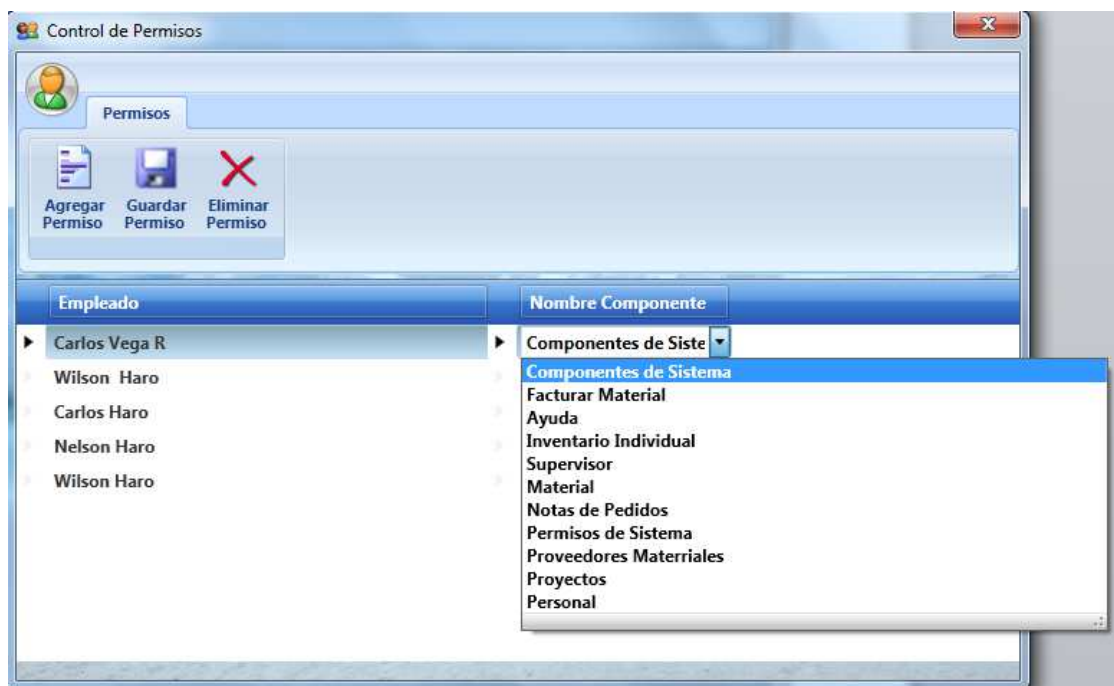 Control de Permisos
Permisos
Agregar Permiso
Guardar Permiso
Eliminar Permiso
Empleado
Nombre Componente
Carlos Vega R
Componentes de Siste
Componentes de Sistema
Wilson  Haro
Facturar Material
Ayuda
Carlos Haro
Inventario Individual
Nelson Haro
Supervisor
Wilson Haro
Material
Notas de Pedidos
Permisos de Sistema
Proveedores Materriales
Proyectos
Personal